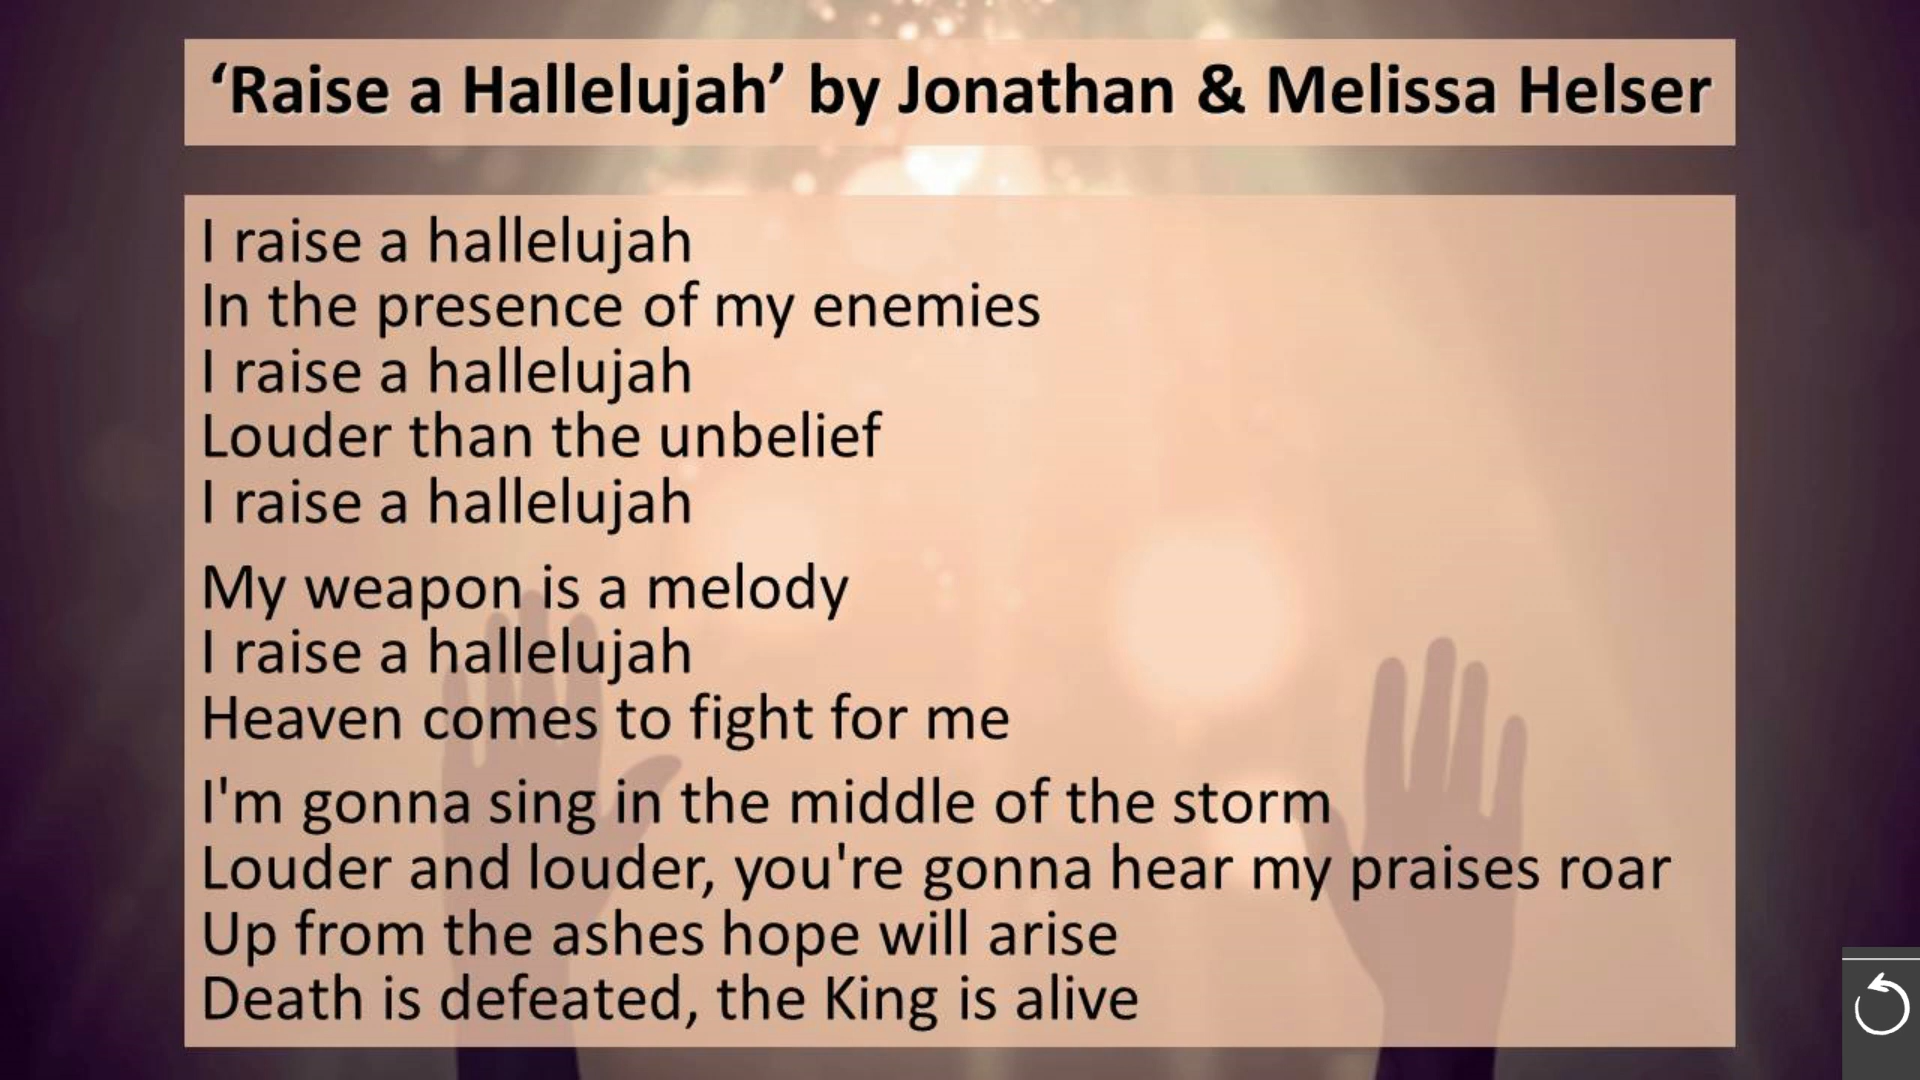 ‘Raise a Hallelujah’ by Jonathan & Melissa Helser
I raise a hallelujah
In the presence of my enemies
I raise a hallelujah
Louder than the unbelief
I raise a hallelujah
My weapon is a melody
I raise a hallelujah
Heaven comes to fight for me
I'm gonna sing in the middle of the storm
Louder and louder, you're gonna hear my praises roar
Up from the ashes hope will arise
Death is defeated, the King is alive